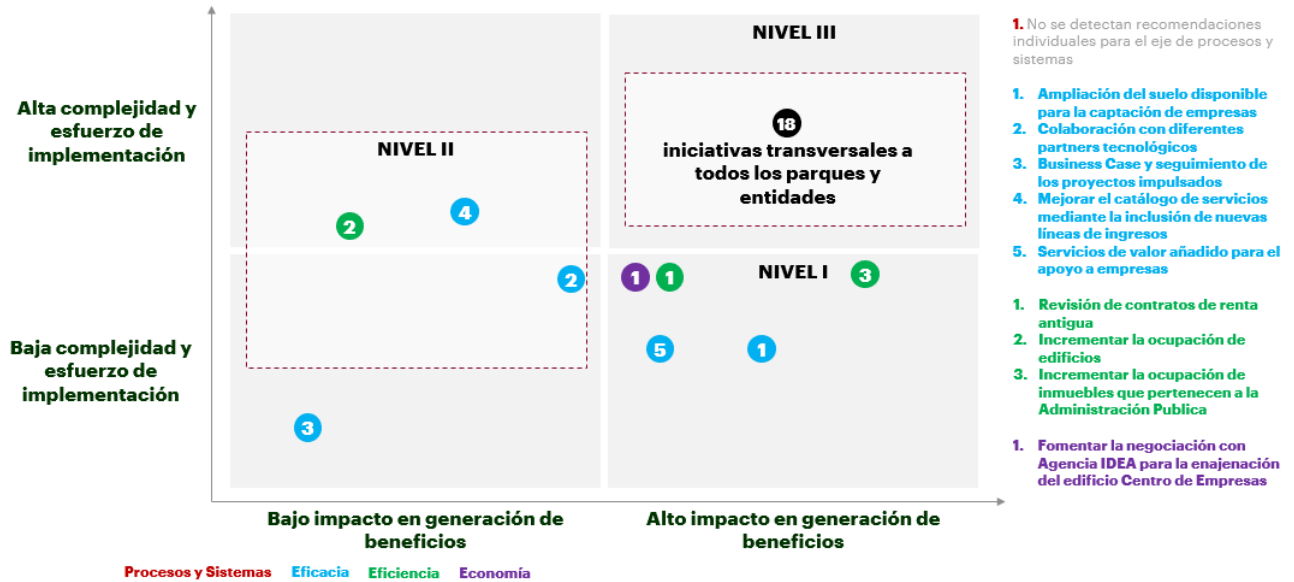 Alta complejidad y
esfuerzo de
implementación
Baja complejidad y
esfuerzo de
implementación
NIVEL III
18
iniciativas transversales a
todos los parques y
entidades
NIVEL II
4
2
2
NIVEL I
1
1
3
5
1
3
Bajo impacto en generación de
beneficios
Alto impacto en generación de
beneficios
Procesos y Sistemas
Eficacia
Eficiencia
Economía
1. No se detectan recomendaciones
individuales para el eje de procesos y
sistemas
1. Ampliación del suelo disponible
para la captación de empresas
2. Colaboración con diferentes
partners tecnológicos
3. Business Case y seguimiento de
los proyectos impulsados
4. Mejorar el catálogo de servicios
mediante la inclusión de nuevas
líneas de ingresos
5. Servicios de valor añadido para el
apoyo a empresas
1. Revisión de contratos de renta
antigua
2. Incrementar la ocupación de
edificios
3. Incrementar la ocupación de
inmuebles que pertenecen a la
Administración Publica
1. Fomentar la negociación con
Agencia IDEA para la enajenación
del edificio Centro de Empresas